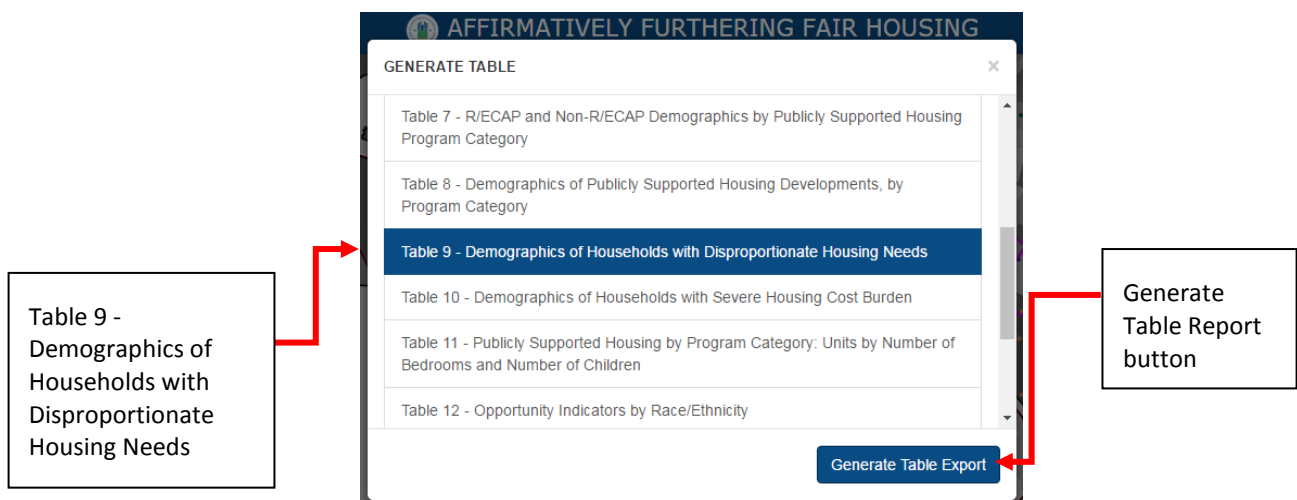 AFFIRMATIVELY FURTHERING FAIR HOUSING
GENERATE TABLE
×
Table 7 - R/ECAP and Non-R/ECAP Demographics by Publicly Supported Housing
Program Category
Table 8 - Demographics of Publicly Supported Housing Developments, by
Program Category
Table 9 - Demographics of Households with Disproportionate Housing Needs
Table 10 - Demographics of Households with Severe Housing Cost Burden
Table 11 - Publicly Supported Housing by Program Category: Units by Number of
Bedrooms and Number of Children
Table 12 - Opportunity Indicators by Race/Ethnicity
Generate Table Export
Table 9 -
Demographics of
Households with
Disproportionate
Housing Needs
Generate
Table Report
button